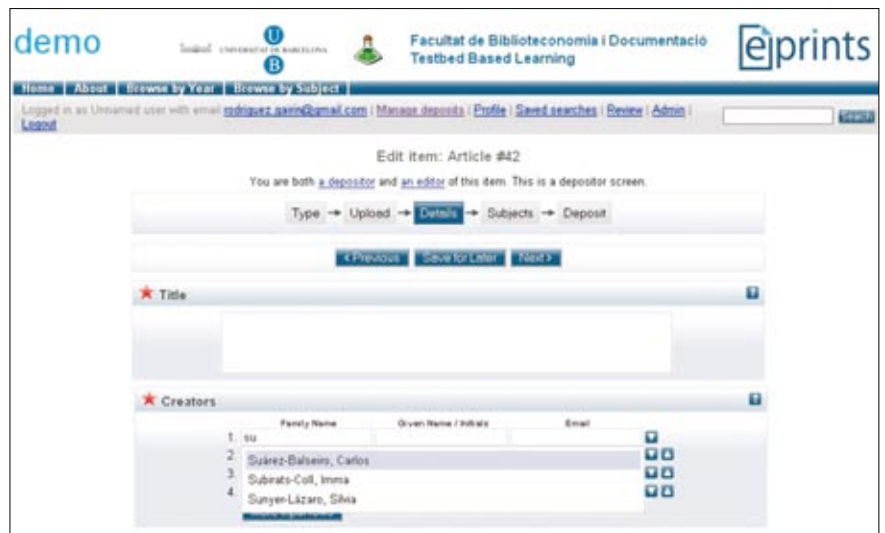 demo
UNIVERSITAT DE BARCELONA
U
B
Facultat de Biblioteconomia i Documentació
Testbed Based Learning
eprints
Home | About | Browse by Year | Browse by Subject |
Logged in as Unnamed user with email rodriguez.gairin@gmail.com | Manage deposits | Profile | Saved searches | Review | Admin |
Logout
Search
Edit item: Article #42
You are both a depositor and an editor of this item. This is a depositor screen.
Type → Upload → Details → Subjects → Deposit
< Previous Save for Later Next >
Title ?
Creators ?
Family Name Given Name / Initials Email
1. su
2. Suárez-Balseiro, Carlos
3. Subirats-Coll, Imma
4. Sunyer-Lázaro, Silvia